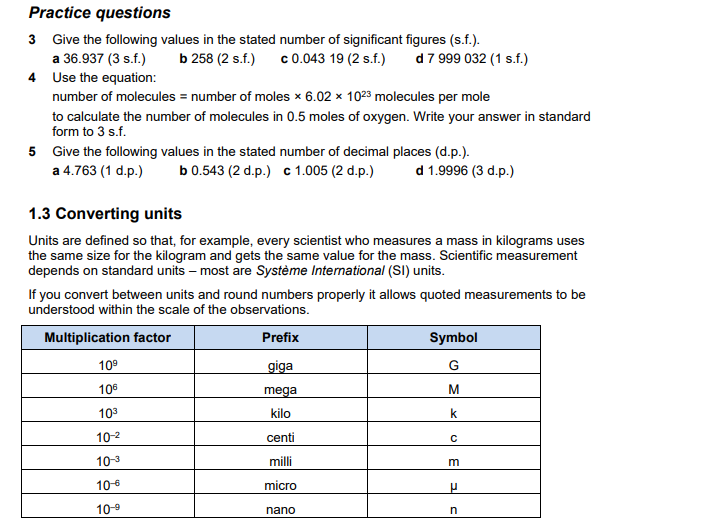 Practice questions
3 Give the following values in the stated number of significant figures (s.f.).
a 36.937 (3 s.f.) b 258 (2 s.f.) c 0.043 19 (2 s.f.) d 7 999 032 (1 s.f.)
4 Use the equation:
number of molecules = number of moles × 6.02 × 10²³ molecules per mole
to calculate the number of molecules in 0.5 moles of oxygen. Write your answer in standard
form to 3 s.f.
5 Give the following values in the stated number of decimal places (d.p.).
a 4.763 (1 d.p.) b 0.543 (2 d.p.) c 1.005 (2 d.p.) d 1.9996 (3 d.p.)
1.3 Converting units
Units are defined so that, for example, every scientist who measures a mass in kilograms uses
the same size for the kilogram and gets the same value for the mass. Scientific measurement
depends on standard units – most are Système International (SI) units.
If you convert between units and round numbers properly it allows quoted measurements to be
understood within the scale of the observations.
Multiplication factor Prefix Symbol
10⁹ giga G
10⁶ mega M
10³ kilo k
10⁻² centi c
10⁻³ milli m
10⁻⁶ micro µ
10⁻⁹ nano n